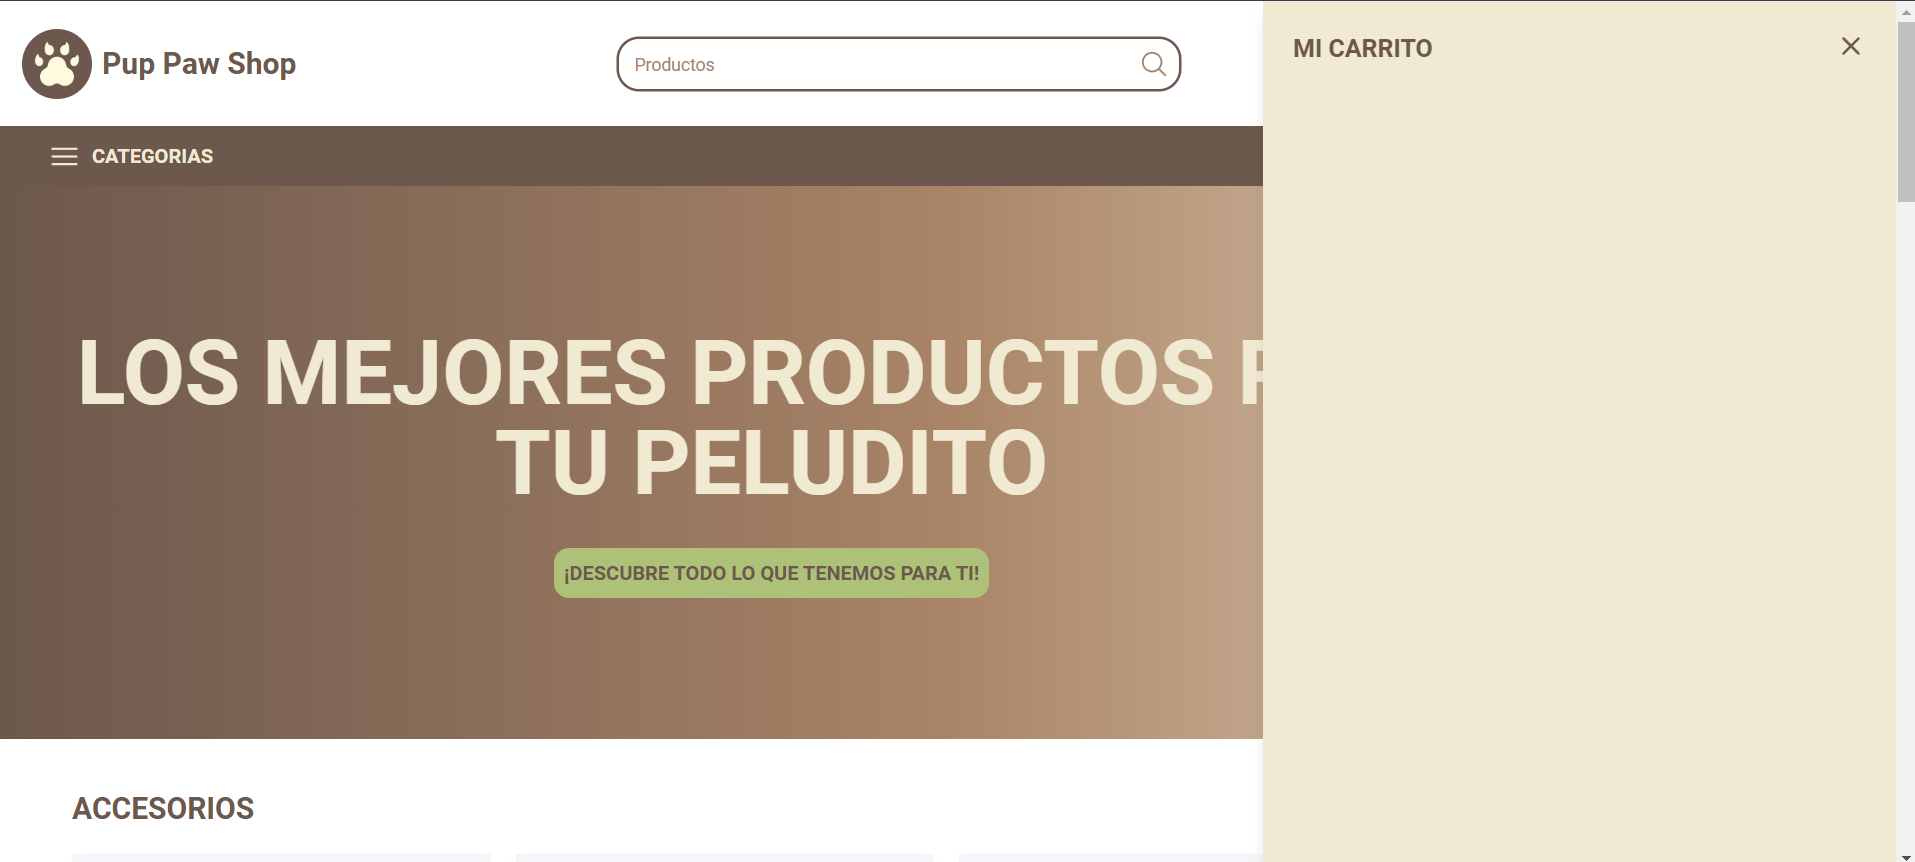 Pup Paw Shop
Productos
MI CARRITO
CATEGORIAS
LOS MEJORES PRODUCTOS
TU PELUDITO
¡DESCUBRE TODO LO QUE TENEMOS PARA TI!
ACCESORIOS